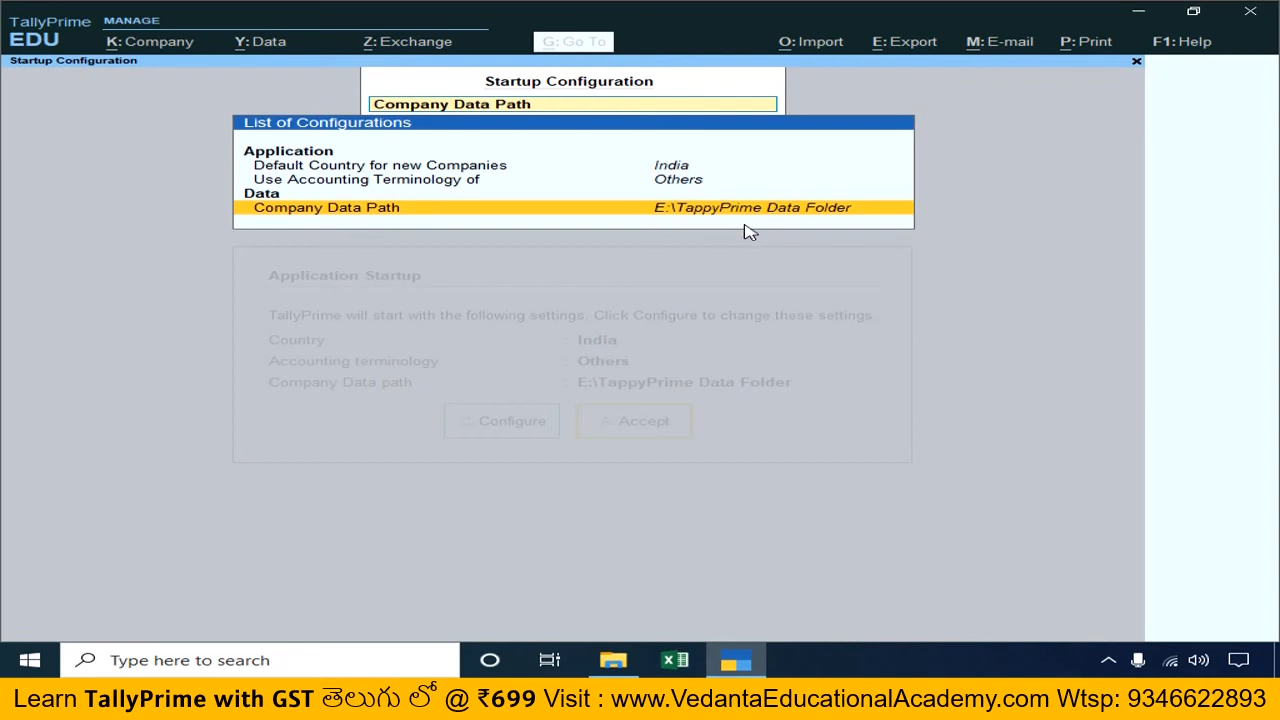 TallyPrime MANAGE
EDU K: Company Y: Data Z: Exchange G: Go To O: Import E: Export M: E-mail P: Print F1: Help
Startup Configuration
Startup Configuration
Company Data Path
List of Configurations
Application
Default Country for new Companies India
Use Accounting Terminology of Others
Data
Company Data Path E:\TappyPrime Data Folder
Application Startup
TallyPrime will start with the following settings. Click Configure to change these settings.
Country : India
Accounting terminology : Others
Company Data path : E:\TappyPrime Data Folder
C: Configure A: Accept
Type here to search
Learn TallyPrime with GST తెలుగు లో @ ₹699 Visit : www.VedantaEducationalAcademy.com Wtsp: 9346622893